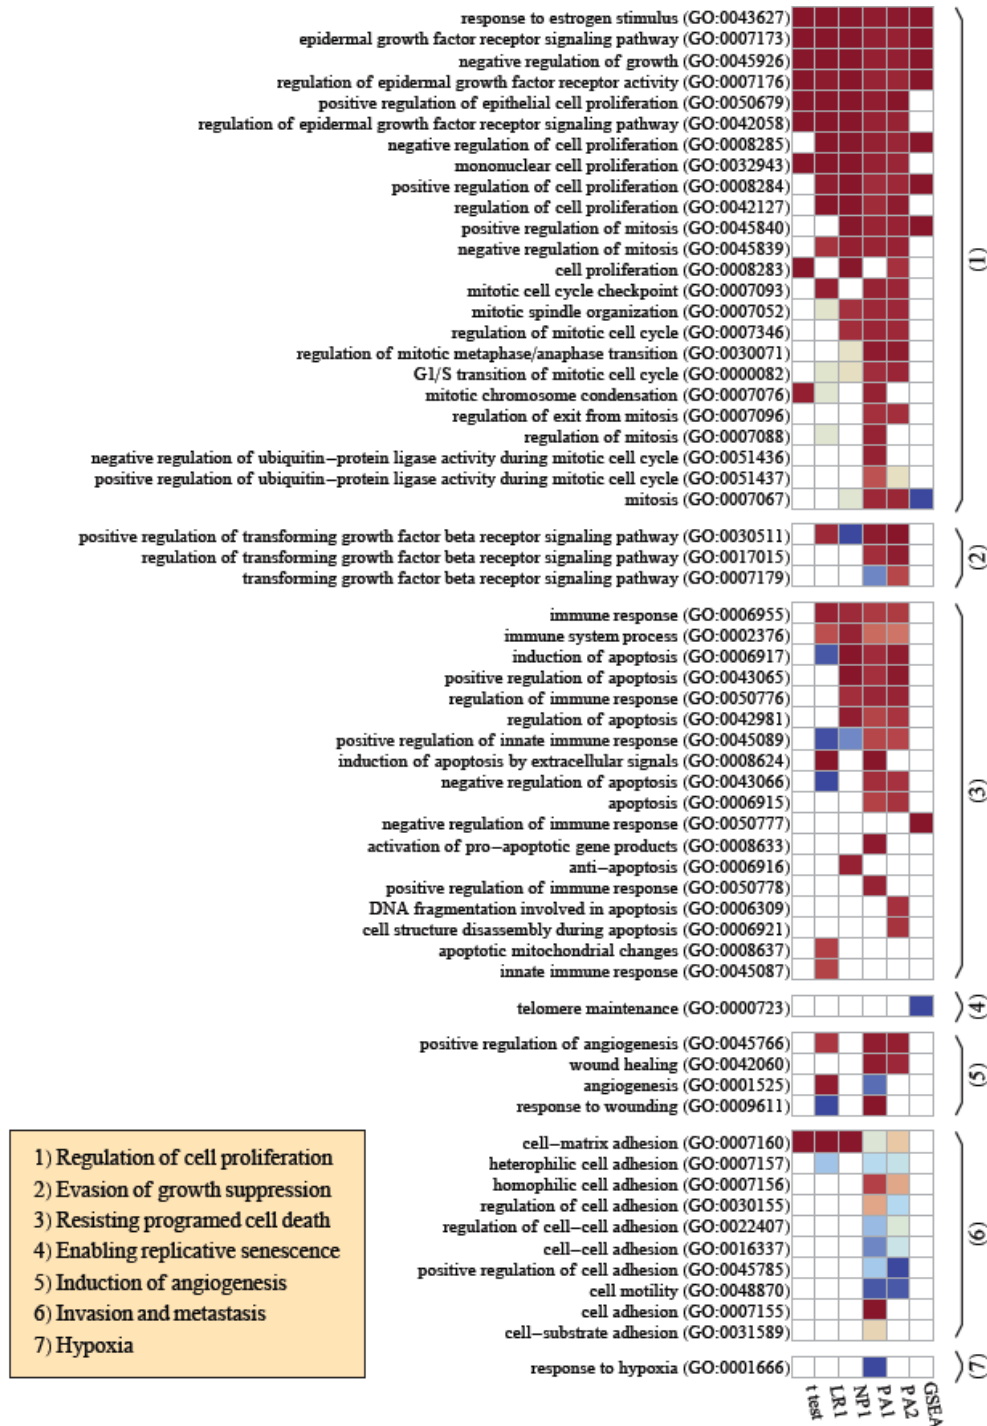 response to estrogen stimulus (GO:0043627)
epidermal growth factor receptor signaling pathway (GO:0007173)
negative regulation of growth (GO:0045926)
regulation of epidermal growth factor receptor activity (GO:0007176)
positive regulation of epithelial cell proliferation (GO:0050679)
regulation of epidermal growth factor receptor signaling pathway (GO:0042058)
negative regulation of cell proliferation (GO:0008285)
mononuclear cell proliferation (GO:0032943)
positive regulation of cell proliferation (GO:0008284)
regulation of cell proliferation (GO:0042127)
positive regulation of mitosis (GO:0045840)
negative regulation of mitosis (GO:0045839)
cell proliferation (GO:0008283)
mitotic cell cycle checkpoint (GO:0007093)
mitotic spindle organization (GO:0007052)
regulation of mitotic cell cycle (GO:0007346)
regulation of mitotic metaphase/anaphase transition (GO:0030071)
G1/S transition of mitotic cell cycle (GO:0000082)
mitotic chromosome condensation (GO:0007076)
regulation of exit from mitosis (GO:0007096)
regulation of mitosis (GO:0007088)
negative regulation of ubiquitin−protein ligase activity during mitotic cell cycle (GO:0051436)
positive regulation of ubiquitin−protein ligase activity during mitotic cell cycle (GO:0051437)
mitosis (GO:0007067)
(1)
positive regulation of transforming growth factor beta receptor signaling pathway (GO:0030511)
regulation of transforming growth factor beta receptor signaling pathway (GO:0017015)
transforming growth factor beta receptor signaling pathway (GO:0007179)
(2)
immune response (GO:0006955)
immune system process (GO:0002376)
induction of apoptosis (GO:0006917)
positive regulation of apoptosis (GO:0043065)
regulation of immune response (GO:0050776)
regulation of apoptosis (GO:0042981)
positive regulation of innate immune response (GO:0045089)
induction of apoptosis by extracellular signals (GO:0008624)
negative regulation of apoptosis (GO:0043066)
apoptosis (GO:0006915)
negative regulation of immune response (GO:0050777)
activation of pro−apoptotic gene products (GO:0008633)
anti−apoptosis (GO:0006916)
positive regulation of immune response (GO:0050778)
DNA fragmentation involved in apoptosis (GO:0006309)
cell structure disassembly during apoptosis (GO:0006921)
apoptotic mitochondrial changes (GO:0008637)
innate immune response (GO:0045087)
(3)
telomere maintenance (GO:0000723)
(4)
positive regulation of angiogenesis (GO:0045766)
wound healing (GO:0042060)
angiogenesis (GO:0001525)
response to wounding (GO:0009611)
(5)
cell−matrix adhesion (GO:0007160)
heterophilic cell adhesion (GO:0007157)
homophilic cell adhesion (GO:0007156)
regulation of cell adhesion (GO:0030155)
regulation of cell−cell adhesion (GO:0022407)
cell−cell adhesion (GO:0016337)
positive regulation of cell adhesion (GO:0045785)
cell motility (GO:0048870)
cell adhesion (GO:0007155)
cell−substrate adhesion (GO:0031589)
(6)
response to hypoxia (GO:0001666)
(7)
t test
LR1
NP1
PA1
PA2
GSEA
1) Regulation of cell proliferation
2) Evasion of growth suppression
3) Resisting programed cell death
4) Enabling replicative senescence
5) Induction of angiogenesis
6) Invasion and metastasis
7) Hypoxia